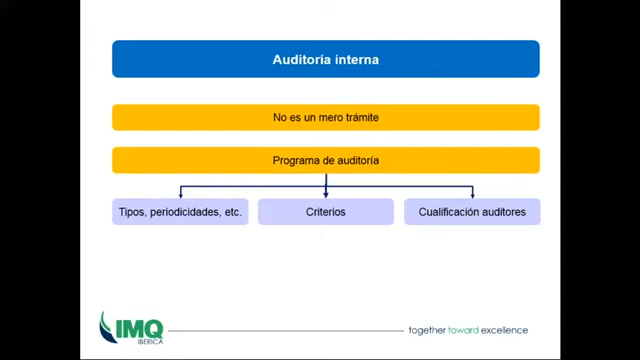 Auditoría interna
No es un mero trámite
Programa de auditoría
Tipos, periodicidades, etc.
Criterios
Cualificación auditores
IMQ
IBERICA
together toward excellence